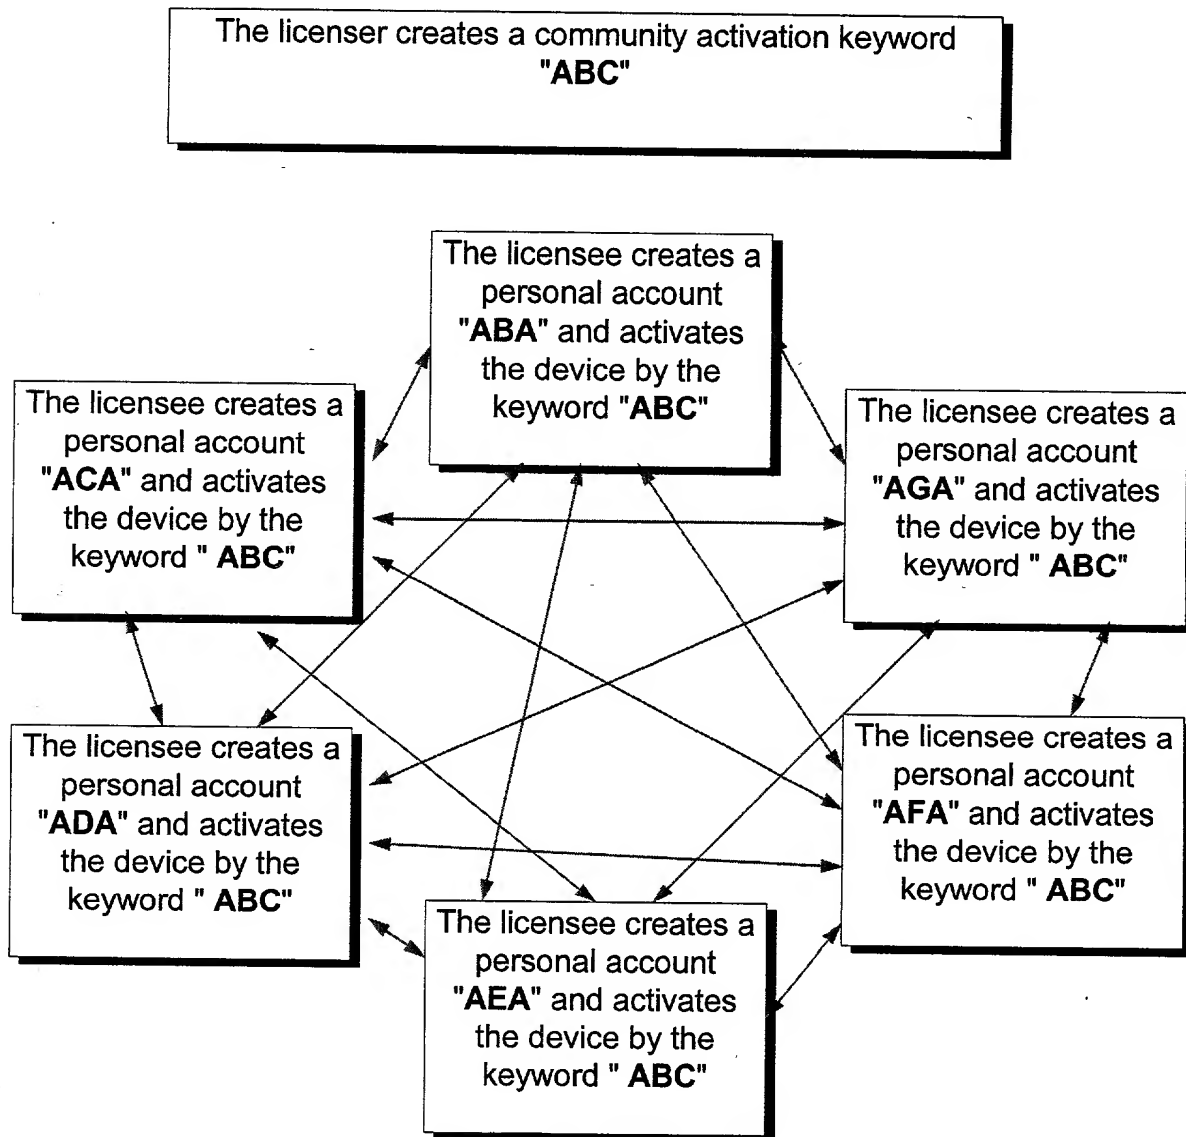 The licenser creates a community activation keyword
"ABC"
The licensee creates a
personal account
"ABA" and activates
the device by the
keyword "ABC"
The licensee creates a
personal account
"ACA" and activates
the device by the
keyword " ABC"
The licensee creates a
personal account
"AGA" and activates
the device by the
keyword " ABC"
The licensee creates a
personal account
"ADA" and activates
the device by the
keyword " ABC"
The licensee creates a
personal account
"AFA" and activates
the device by the
keyword " ABC"
The licensee creates a
personal account
"AEA" and activates
the device by the
keyword " ABC"